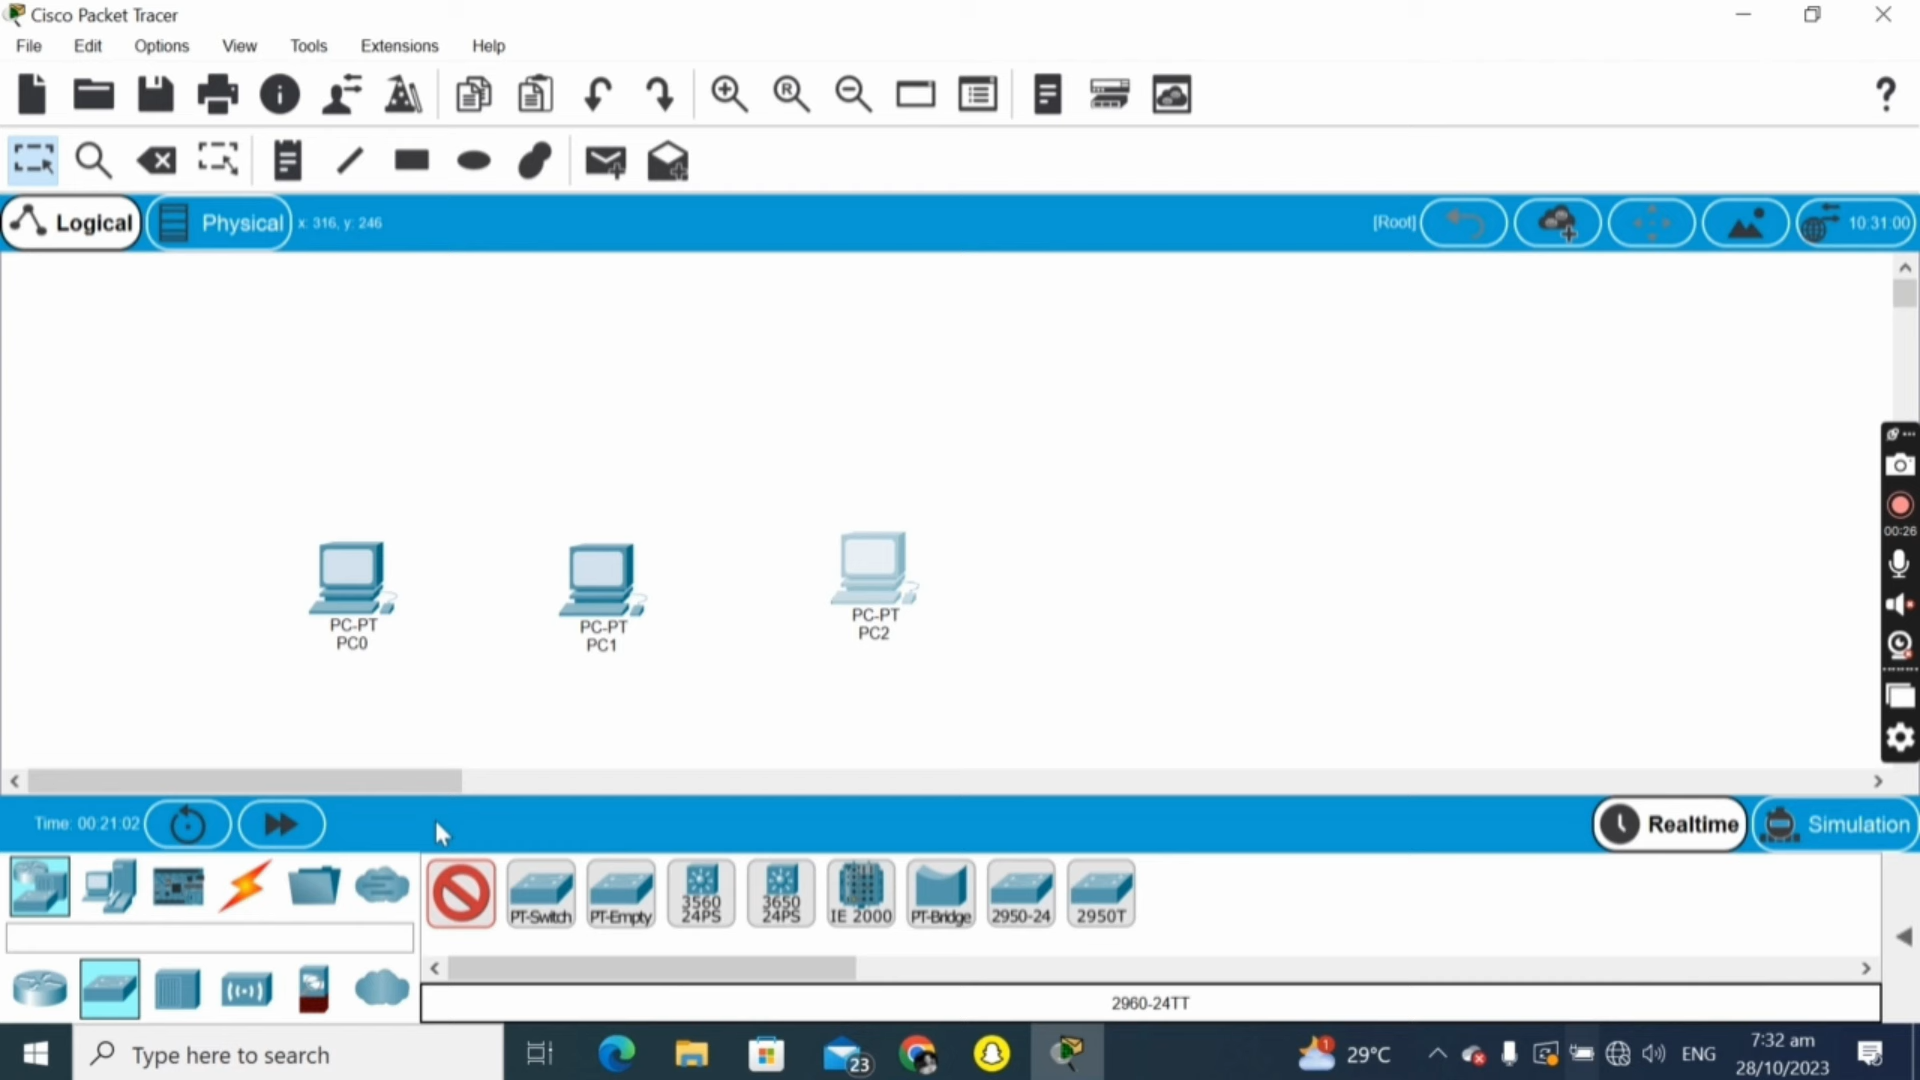 Cisco Packet Tracer
File Edit Options View Tools Extensions Help
R
?
Logical Physical x: 316, y: 246 [Root] 10:31:00
00:26
PC-PT
PC0
PC-PT
PC1
PC-PT
PC2
Time: 00:21:02 Realtime Simulation
PT-Switch PT-Empty 3560 24PS 3650 24PS IE 2000 PT-Bridge 2950-24 2950T
2960-24TT
Type here to search 23 1 29°C ENG 7:32 am
28/10/2023